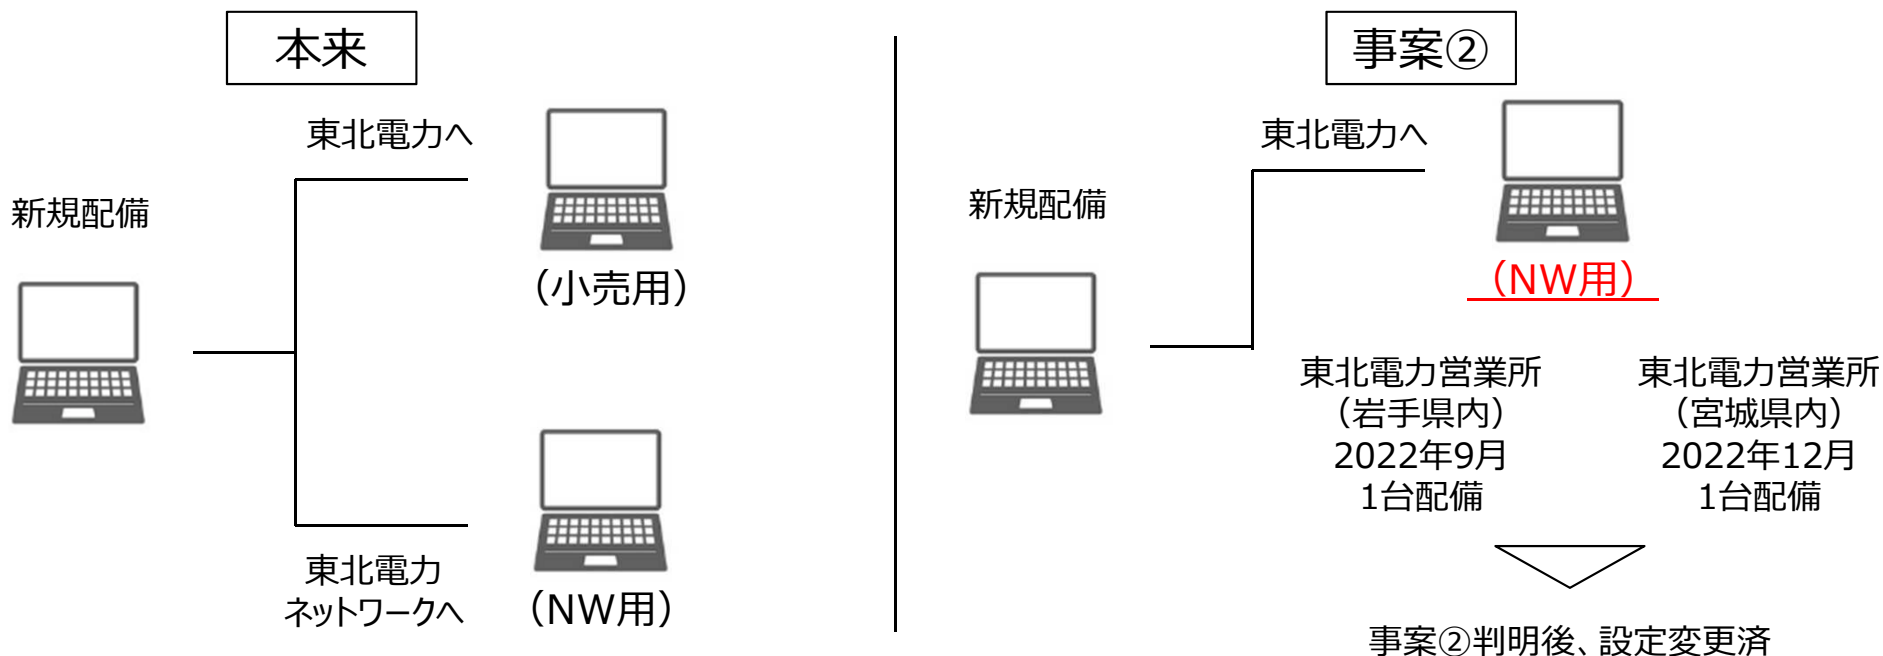 本来
東北電力へ
新規配備
（小売用）
東北電力
ネットワークへ
（NW用）
事案②
東北電力へ
新規配備
（NW用）
東北電力営業所
（岩手県内）
2022年9月
1台配備
東北電力営業所
（宮城県内）
2022年12月
1台配備
事案②判明後、設定変更済